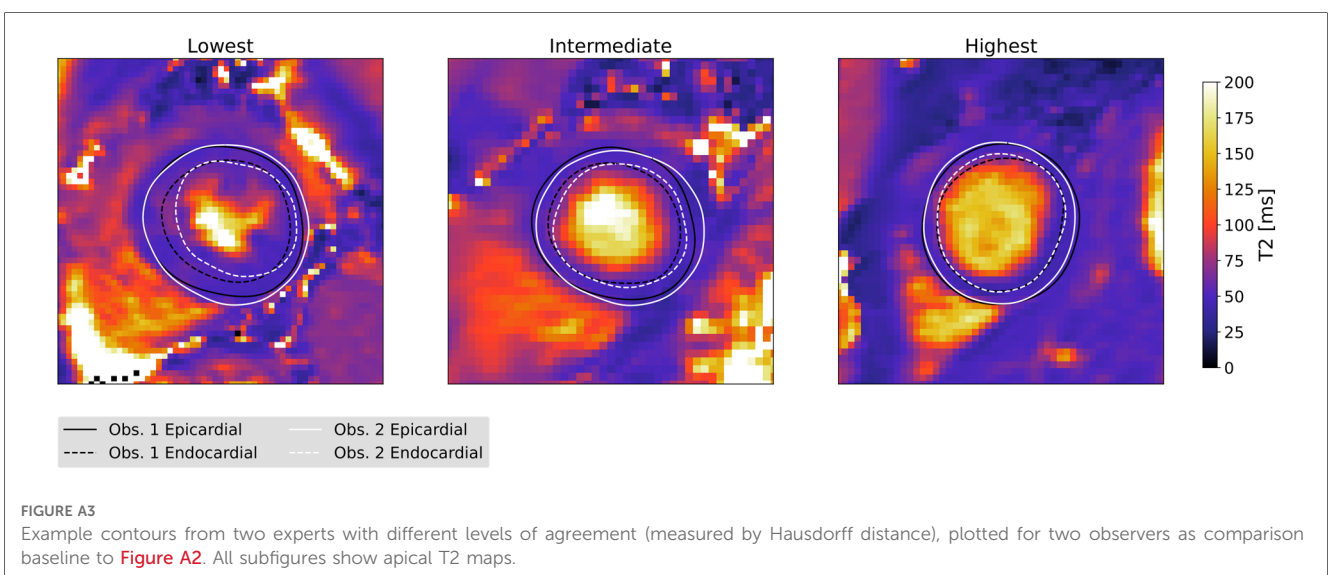 Lowest
Intermediate
Highest
200
175
150
125
100
75
50
25
0
T2 [ms]
Obs. 1 Epicardial
Obs. 2 Epicardial
Obs. 1 Endocardial
Obs. 2 Endocardial
FIGURE A3
Example contours from two experts with different levels of agreement (measured by Hausdorff distance), plotted for two observers as comparison
baseline to Figure A2. All subfigures show apical T2 maps.